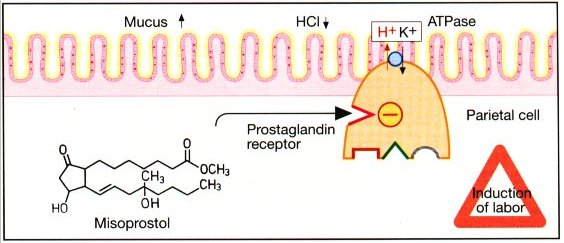 Mucus ↑
HCl ↓
H+ K+
ATPase
Parietal cell
Prostaglandin
receptor
−
O
O
OCH₃
CH₃
CH₃
OH
HO
Misoprostol
Induction
of labor